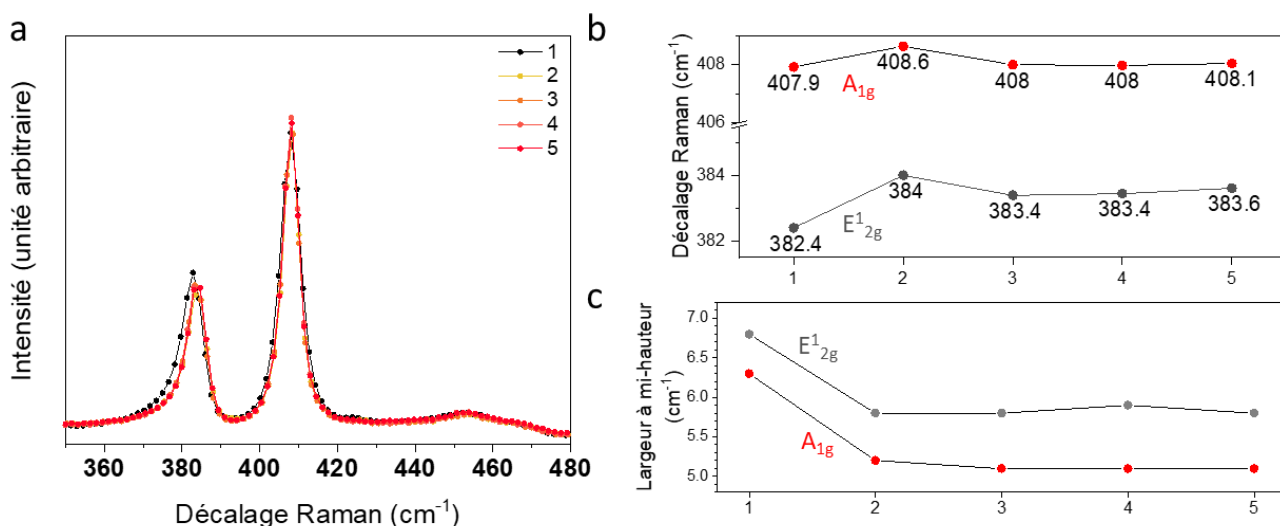 a
Intensité (unité arbitraire)
1
2
3
4
5
360 380 400 420 440 460 480
Décalage Raman (cm⁻¹)
b
Décalage Raman (cm⁻¹)
408
406
384
382
407.9 408.6 408 408 408.1
A₁g
382.4 384 383.4 383.4 383.6
E¹₂g
1 2 3 4 5
c
Largeur à mi-hauteur
(cm⁻¹)
7.0
6.5
6.0
5.5
5.0
E¹₂g
A₁g
1 2 3 4 5